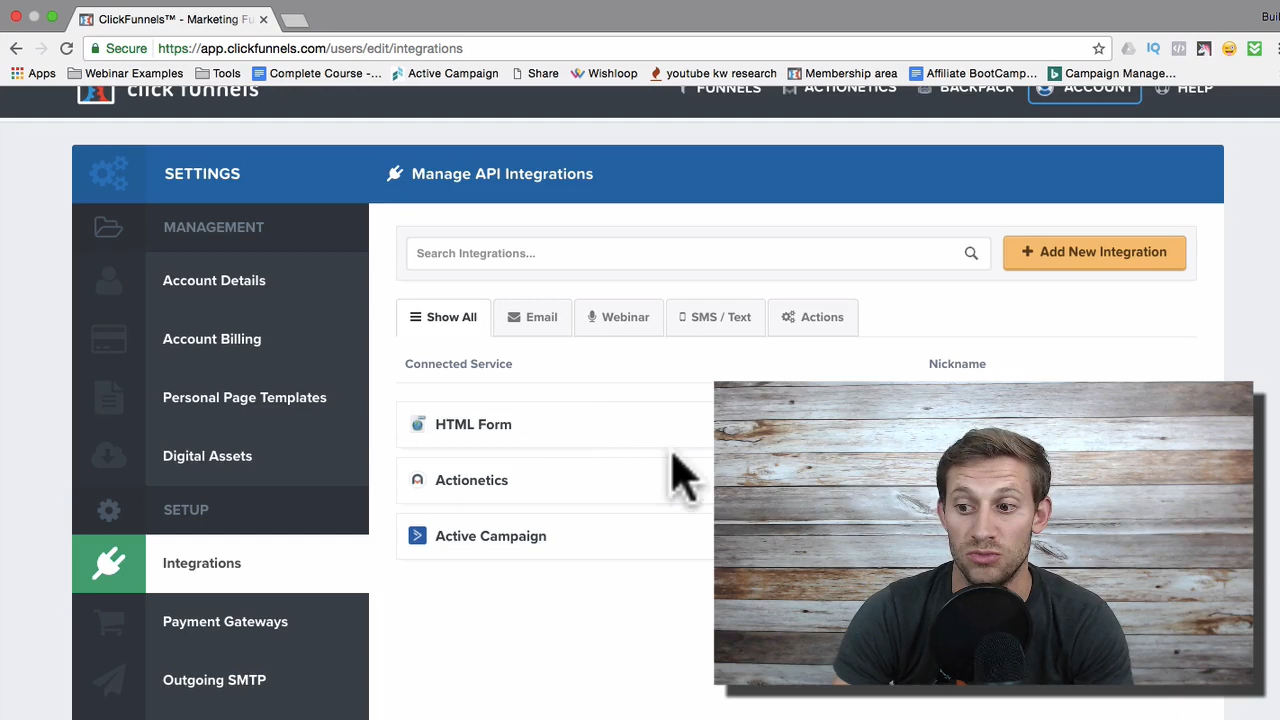 ClickFunnels™ - Marketing Fu
Buil
Secure https://app.clickfunnels.com/users/edit/integrations
Apps Webinar Examples Tools Complete Course -... Active Campaign Share Wishloop youtube kw research Membership area Affiliate BootCamp... Campaign Manage...
click funnels FUNNELS ACTIONETICS BACKPACK ACCOUNT HELP
SETTINGS
Manage API Integrations
MANAGEMENT
Search Integrations...
+ Add New Integration
Account Details
Show All Email Webinar SMS / Text Actions
Account Billing
Connected Service Nickname
Personal Page Templates
HTML Form
Digital Assets
Actionetics
SETUP
Active Campaign
Integrations
Payment Gateways
Outgoing SMTP